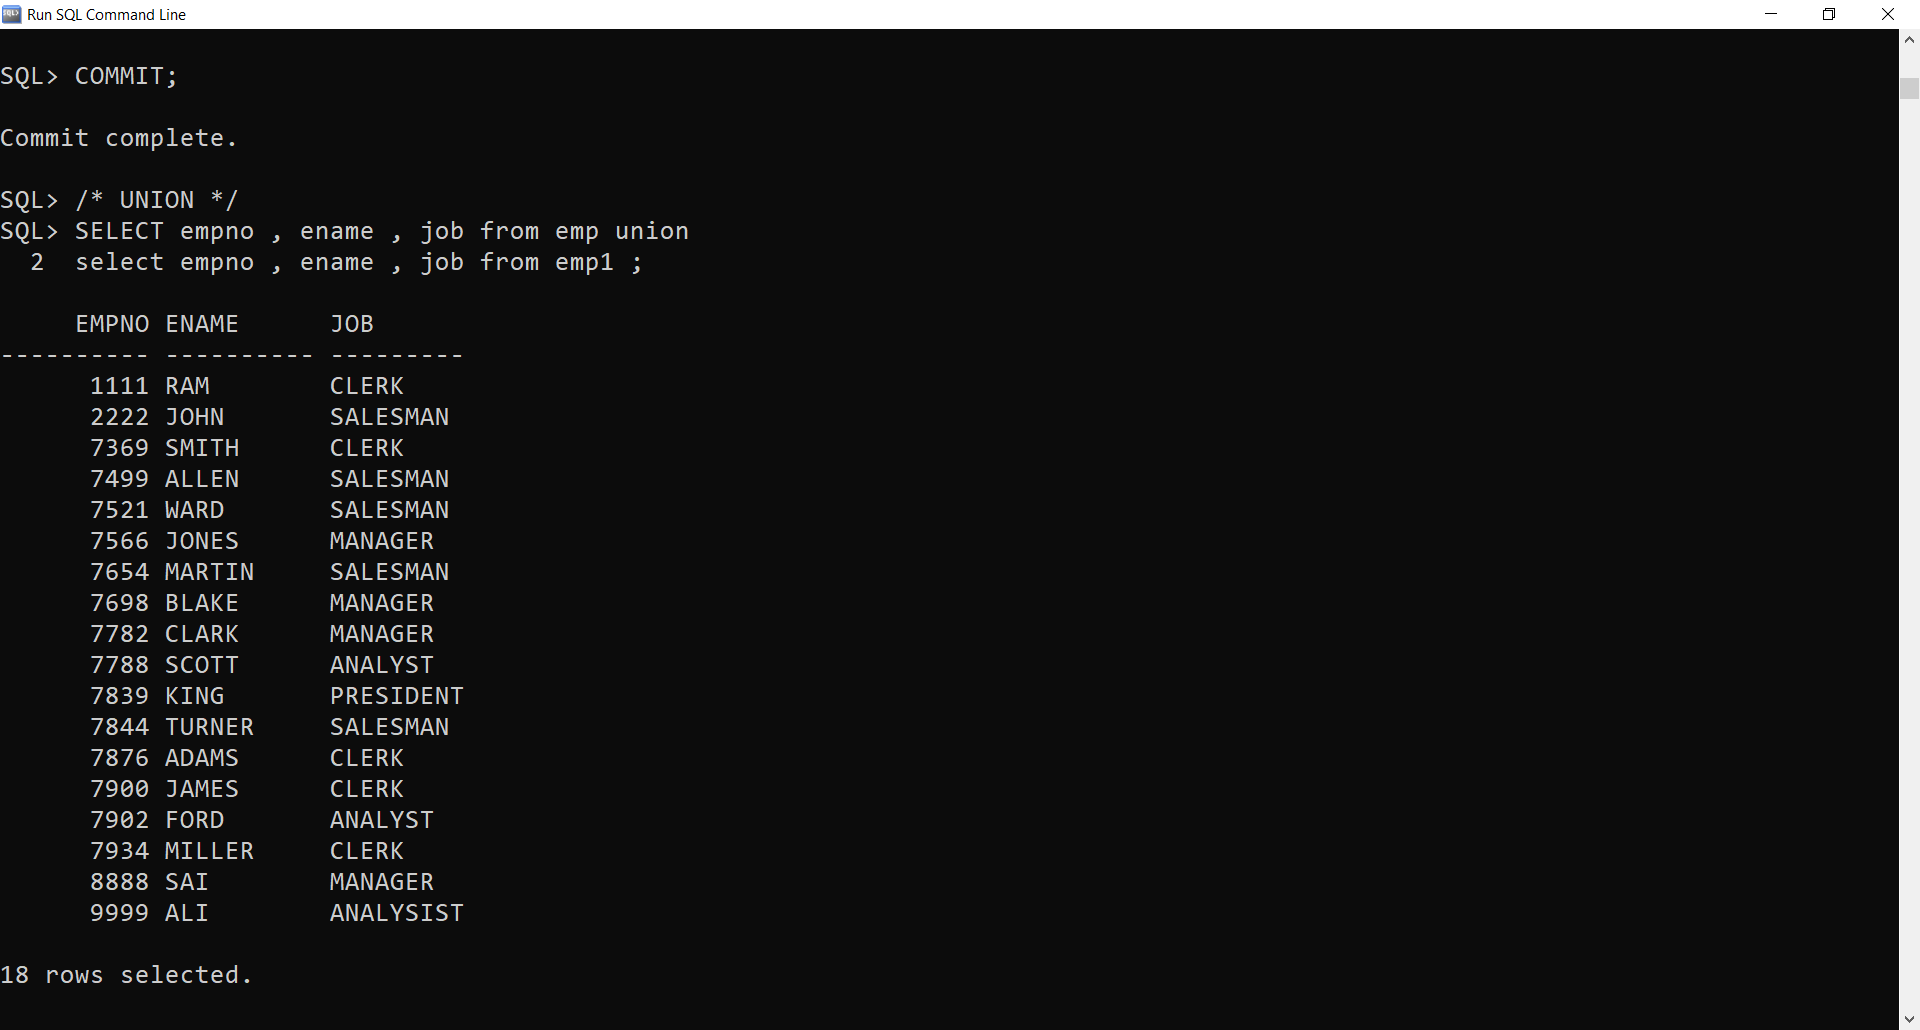 Run SQL Command Line
SQL> COMMIT;
Commit complete.
SQL> /* UNION */
SQL> SELECT empno , ename , job from emp union
  2  select empno , ename , job from emp1 ;
     EMPNO ENAME      JOB
---------- ---------- ---------
      1111 RAM        CLERK
      2222 JOHN       SALESMAN
      7369 SMITH      CLERK
      7499 ALLEN      SALESMAN
      7521 WARD       SALESMAN
      7566 JONES      MANAGER
      7654 MARTIN     SALESMAN
      7698 BLAKE      MANAGER
      7782 CLARK      MANAGER
      7788 SCOTT      ANALYST
      7839 KING       PRESIDENT
      7844 TURNER     SALESMAN
      7876 ADAMS      CLERK
      7900 JAMES      CLERK
      7902 FORD       ANALYST
      7934 MILLER     CLERK
      8888 SAI        MANAGER
      9999 ALI        ANALYSIST
18 rows selected.